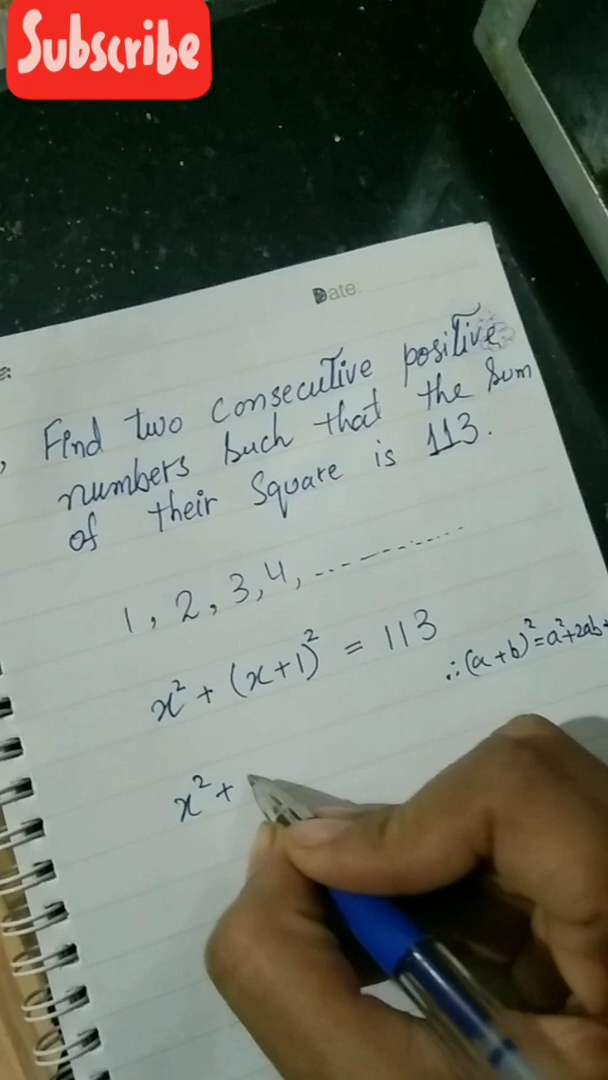 Subscribe
Date:
Find two consecutive positive
numbers such that the sum
of their square is 113.
1, 2, 3, 4, ............
x² + (x+1)² = 113
∴ (a+b)² = a²+2ab+
x² +